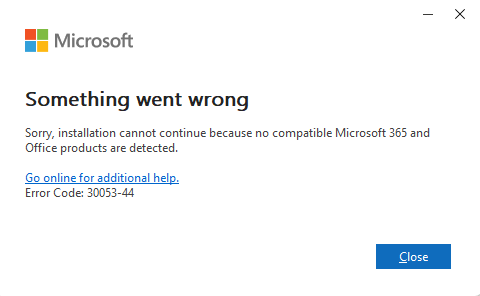 Microsoft
Something went wrong
Sorry, installation cannot continue because no compatible Microsoft 365 and
Office products are detected.
Go online for additional help.
Error Code: 30053-44
Close